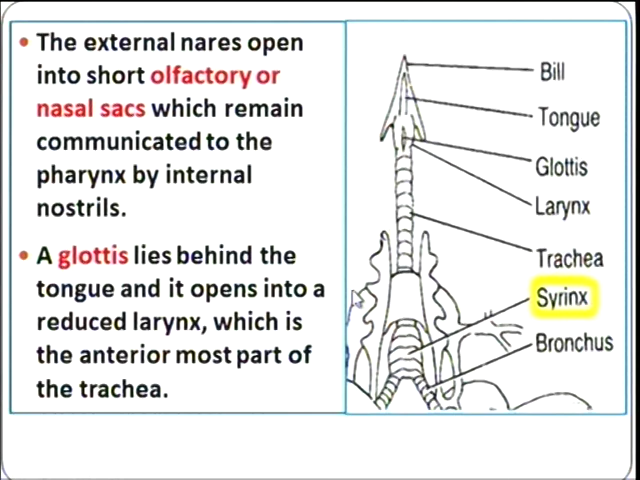 • The external nares open
into short olfactory or
nasal sacs which remain
communicated to the
pharynx by internal
nostrils.
• A glottis lies behind the
tongue and it opens into a
reduced larynx, which is
the anterior most part of
the trachea.
Bill
Tongue
Glottis
Larynx
Trachea
Syrinx
Bronchus